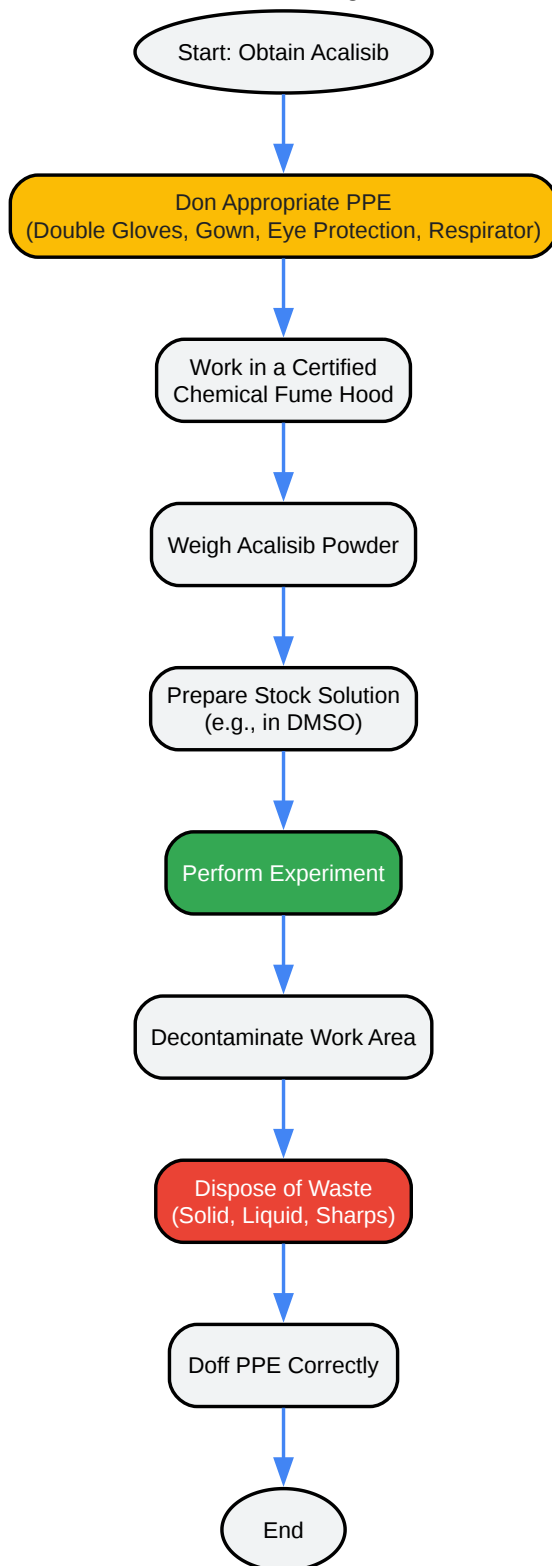 Start: Obtain Acalisib
Don Appropriate PPE
(Double Gloves, Gown, Eye Protection, Respirator)
Work in a Certified
Chemical Fume Hood
Weigh Acalisib Powder
Prepare Stock Solution
(e.g., in DMSO)
Perform Experiment
Decontaminate Work Area
Dispose of Waste
(Solid, Liquid, Sharps)
Doff PPE Correctly
End